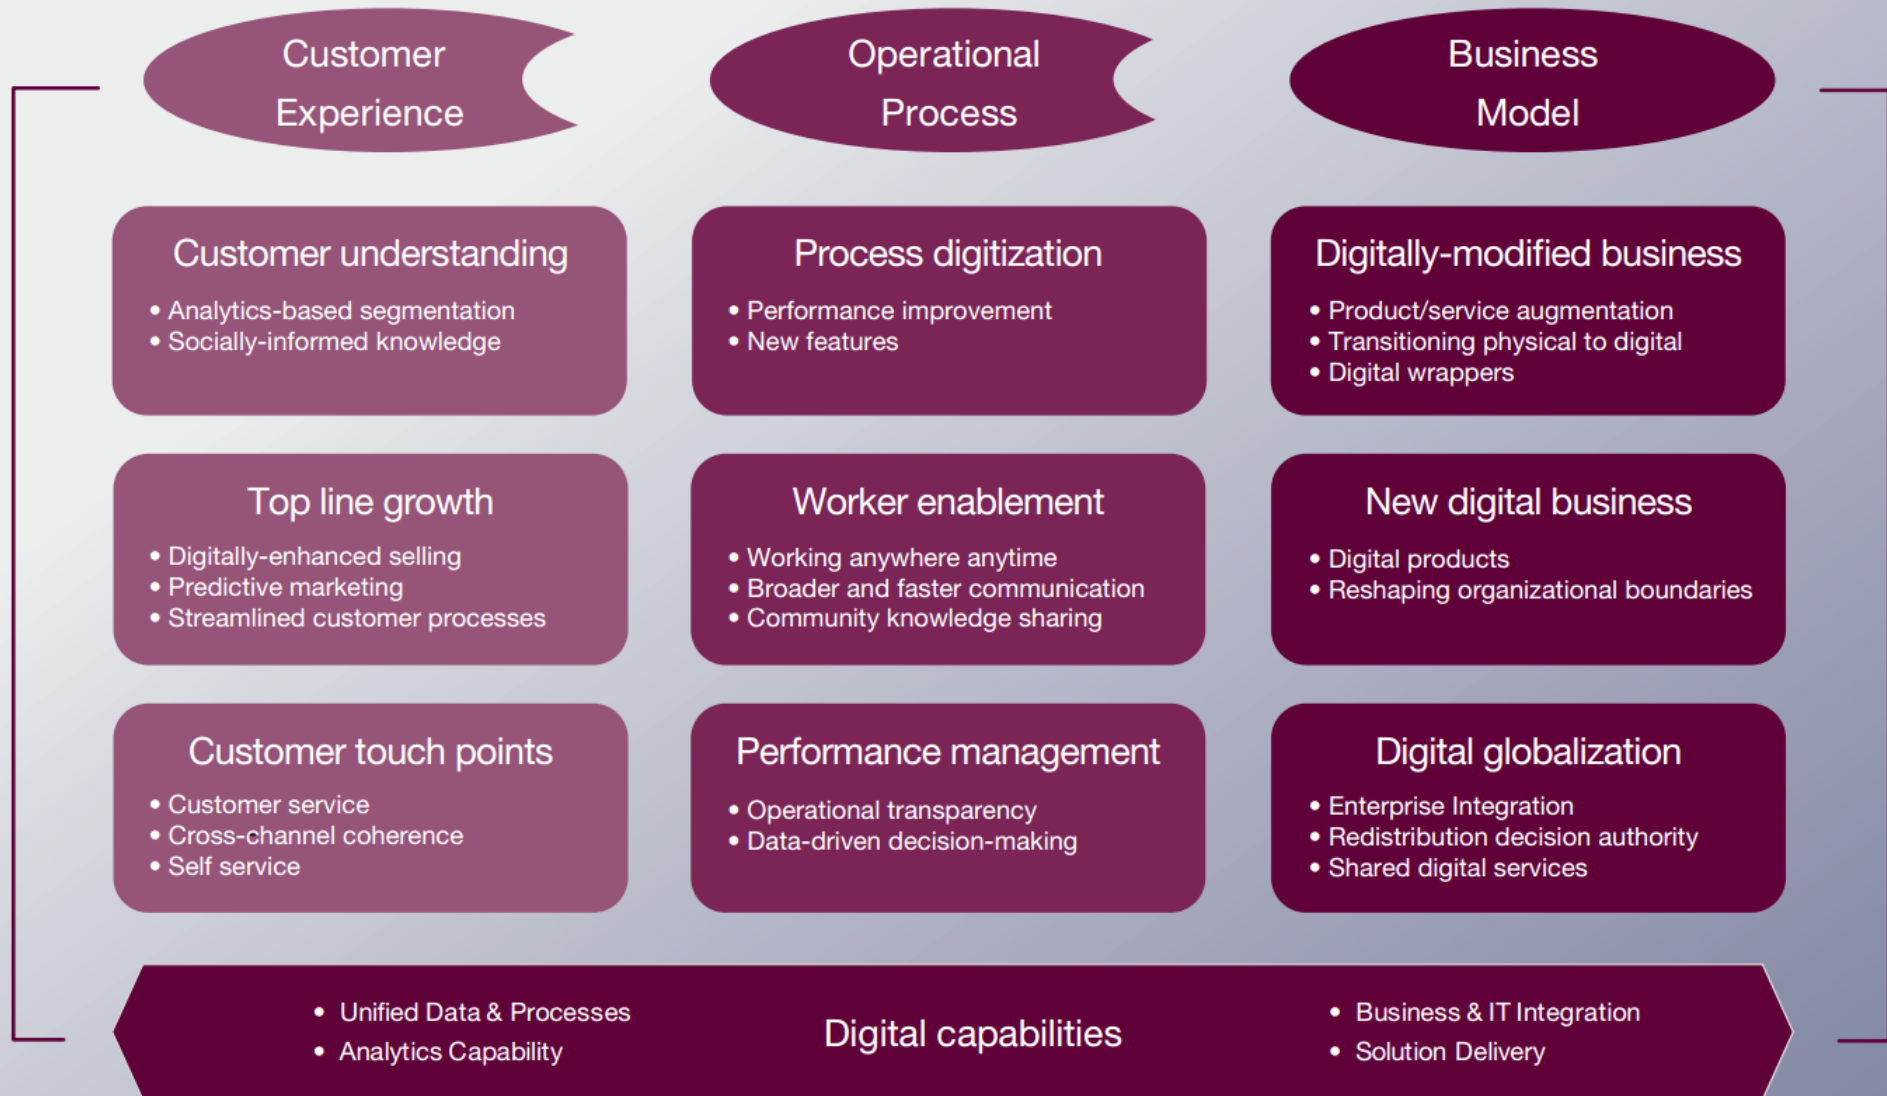 Customer
Experience
Operational
Process
Business
Model
Customer understanding
• Analytics-based segmentation
• Socially-informed knowledge
Process digitization
• Performance improvement
• New features
Digitally-modified business
• Product/service augmentation
• Transitioning physical to digital
• Digital wrappers
Top line growth
• Digitally-enhanced selling
• Predictive marketing
• Streamlined customer processes
Worker enablement
• Working anywhere anytime
• Broader and faster communication
• Community knowledge sharing
New digital business
• Digital products
• Reshaping organizational boundaries
Customer touch points
• Customer service
• Cross-channel coherence
• Self service
Performance management
• Operational transparency
• Data-driven decision-making
Digital globalization
• Enterprise Integration
• Redistribution decision authority
• Shared digital services
• Unified Data & Processes
• Analytics Capability
Digital capabilities
• Business & IT Integration
• Solution Delivery